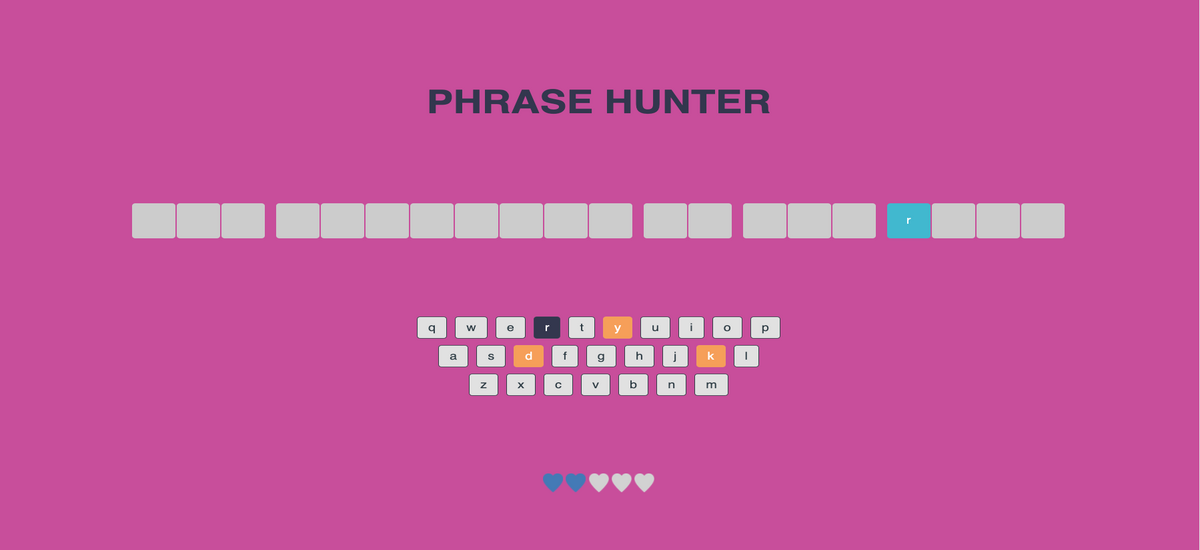 PHRASE HUNTER
r
q w e r t y u i o p
a s d f g h j k l
z x c v b n m